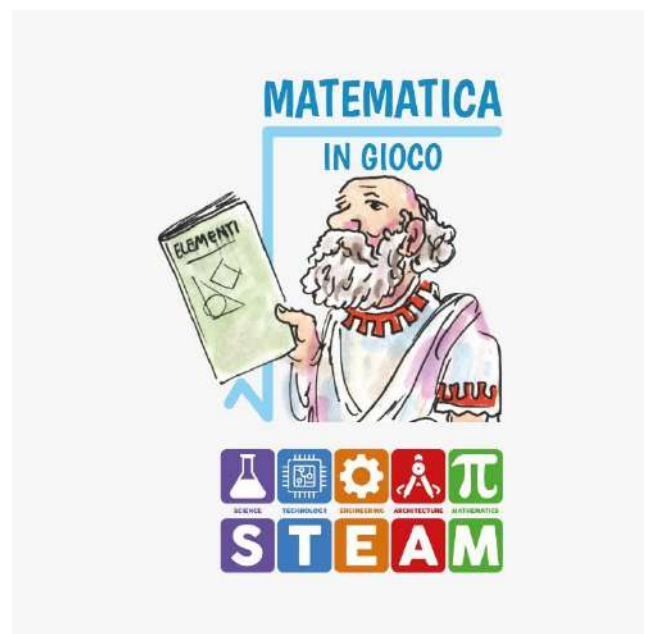 MATEMATICA
IN GIOCO
ELEMENTI
π
SCIENCE TECHNOLOGY ENGINEERING ARCHITECTURE MATHEMATICS
STEAM